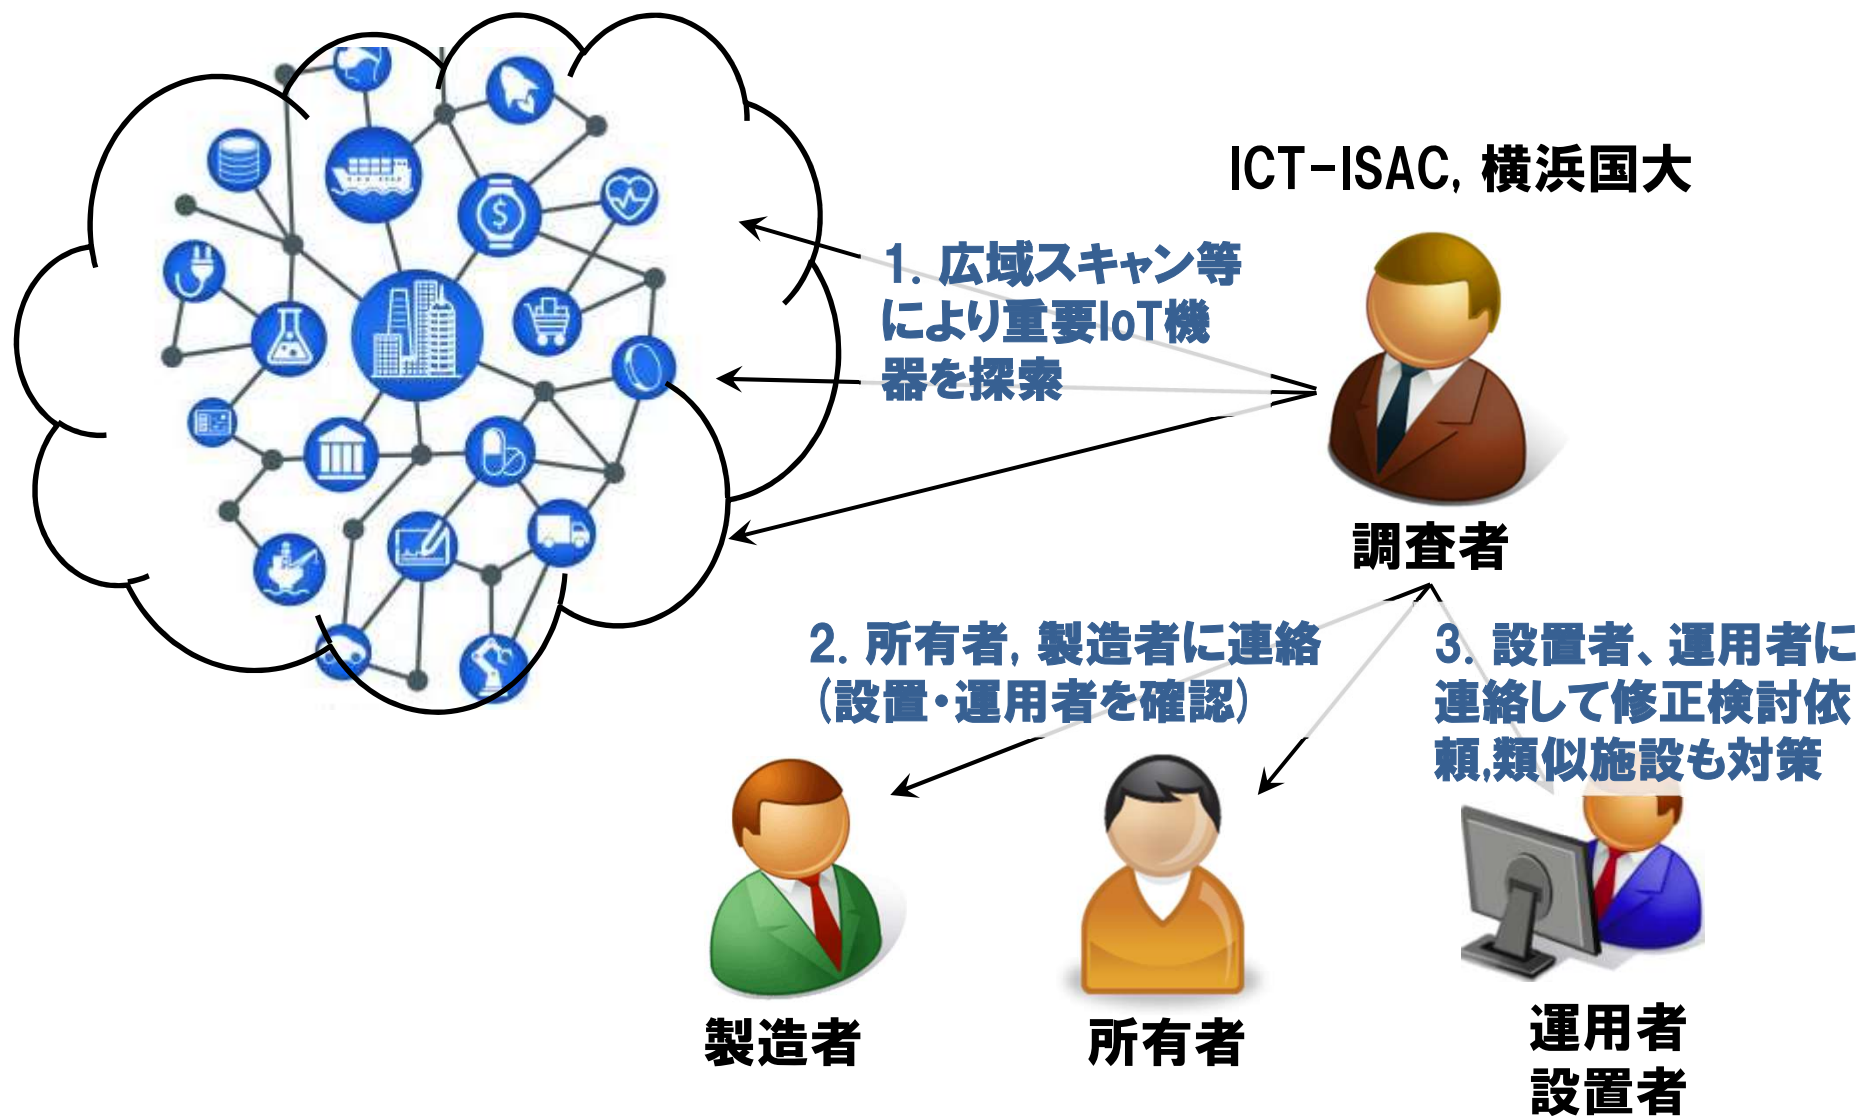 ICT-ISAC, 横浜国大
1. 広域スキャン等
により重要IoT機
器を探索
調査者
2. 所有者, 製造者に連絡
(設置・運用者を確認)
3. 設置者、運用者に
連絡して修正検討依
頼,類似施設も対策
製造者
所有者
運用者
設置者